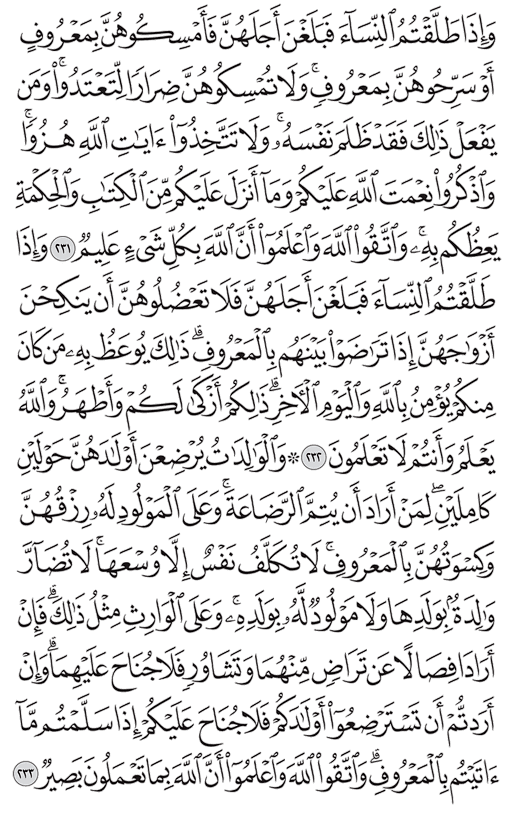 وَإِذَا طَلَّقْتُمُ ٱلنِّسَآءَ فَبَلَغْنَ أَجَلَهُنَّ فَأَمْسِكُوهُنَّ بِمَعْرُوفٍ
أَوْ سَرِّحُوهُنَّ بِمَعْرُوفٍۚ وَلَا تُمْسِكُوهُنَّ ضِرَارًا لِّتَعْتَدُوا۟ۚ وَمَن
يَفْعَلْ ذَٰلِكَ فَقَدْ ظَلَمَ نَفْسَهُۥۚ وَلَا تَتَّخِذُوٓا۟ ءَايَٰتِ ٱللَّهِ هُزُوًاۚ
وَٱذْكُرُوا۟ نِعْمَتَ ٱللَّهِ عَلَيْكُمْ وَمَآ أَنزَلَ عَلَيْكُم مِّنَ ٱلْكِتَٰبِ وَٱلْحِكْمَةِ
يَعِظُكُم بِهِۦۚ وَٱتَّقُوا۟ ٱللَّهَ وَٱعْلَمُوٓا۟ أَنَّ ٱللَّهَ بِكُلِّ شَىْءٍ عَلِيمٌ ٢٣١ وَإِذَا
طَلَّقْتُمُ ٱلنِّسَآءَ فَبَلَغْنَ أَجَلَهُنَّ فَلَا تَعْضُلُوهُنَّ أَن يَنكِحْنَ
أَزْوَٰجَهُنَّ إِذَا تَرَٰضَوْا۟ بَيْنَهُم بِٱلْمَعْرُوفِۗ ذَٰلِكَ يُوعَظُ بِهِۦ مَن كَانَ
مِنكُمْ يُؤْمِنُ بِٱللَّهِ وَٱلْيَوْمِ ٱلْءَاخِرِۗ ذَٰلِكُمْ أَزْكَىٰ لَكُمْ وَأَطْهَرُۚ وَٱللَّهُ
يَعْلَمُ وَأَنتُمْ لَا تَعْلَمُونَ ٢٣٢ ۞ وَٱلْوَٰلِدَٰتُ يُرْضِعْنَ أَوْلَٰدَهُنَّ حَوْلَيْنِ
كَامِلَيْنِۖ لِمَنْ أَرَادَ أَن يُتِمَّ ٱلرَّضَاعَةَۚ وَعَلَى ٱلْمَوْلُودِ لَهُۥ رِزْقُهُنَّ
وَكِسْوَتُهُنَّ بِٱلْمَعْرُوفِۚ لَا تُكَلَّفُ نَفْسٌ إِلَّا وُسْعَهَاۚ لَا تُضَآرَّ
وَٰلِدَةٌۢ بِوَلَدِهَا وَلَا مَوْلُودٌ لَّهُۥ بِوَلَدِهِۦۚ وَعَلَى ٱلْوَارِثِ مِثْلُ ذَٰلِكَۗ فَإِنْ
أَرَادَا فِصَالًا عَن تَرَاضٍ مِّنْهُمَا وَتَشَاوُرٍ فَلَا جُنَاحَ عَلَيْهِمَاۗ وَإِنْ
أَرَدتُّمْ أَن تَسْتَرْضِعُوٓا۟ أَوْلَٰدَكُمْ فَلَا جُنَاحَ عَلَيْكُمْ إِذَا سَلَّمْتُم مَّآ
ءَاتَيْتُم بِٱلْمَعْرُوفِۗ وَٱتَّقُوا۟ ٱللَّهَ وَٱعْلَمُوٓا۟ أَنَّ ٱللَّهَ بِمَا تَعْمَلُونَ بَصِيرٌ ٢٣٣